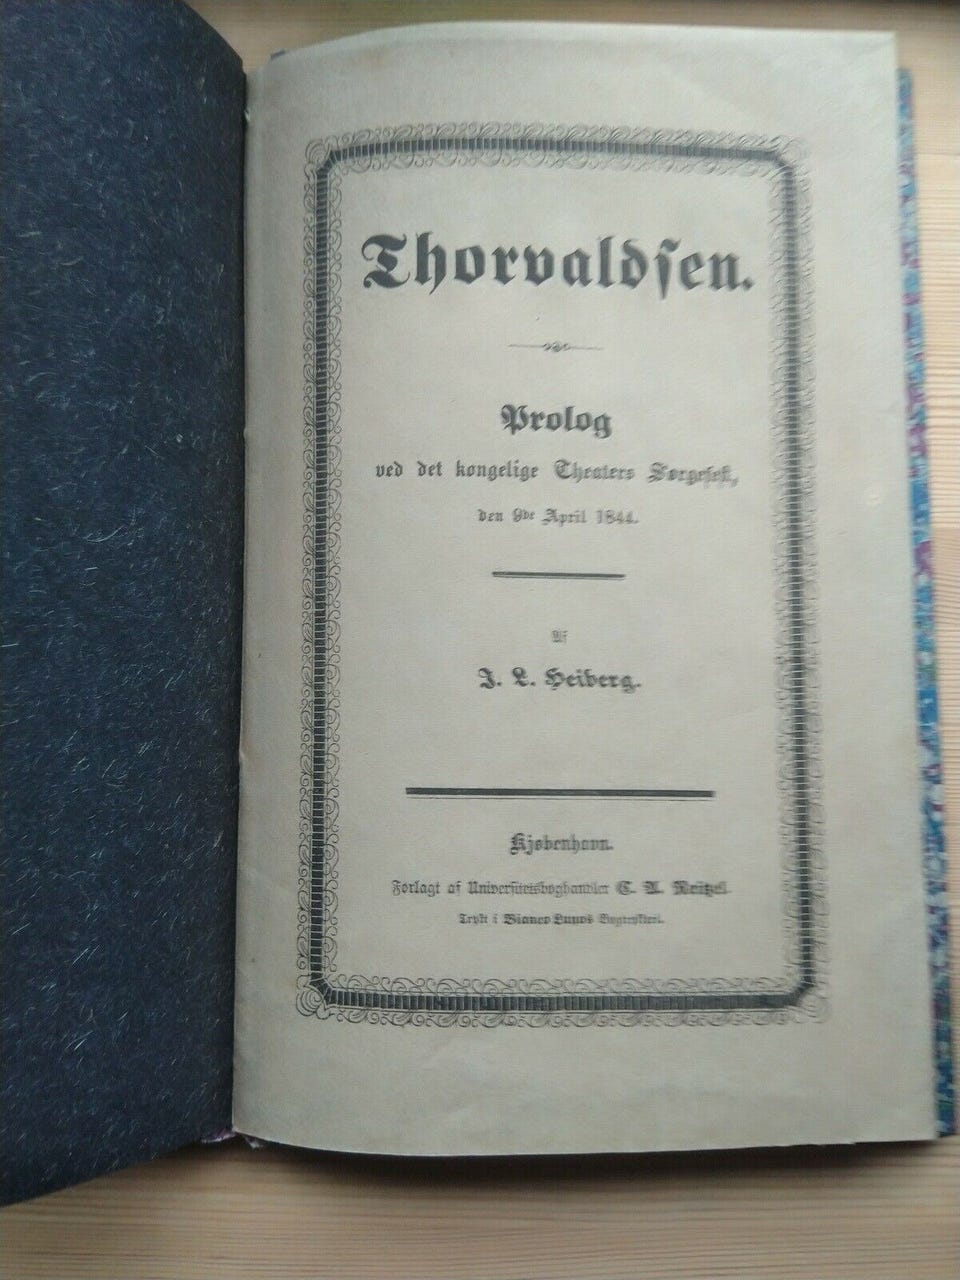 Thorvaldſen.
Prolog
ved det kongelige Theaters Sørgefeſt,
den 9de April 1844.
Af
J. L. Heiberg.
Kjøbenhavn.
Forlagt af Univerſitetsboghandler C. A. Reitzel.
Trykt i Bianco Lunos Bogtrykkeri.